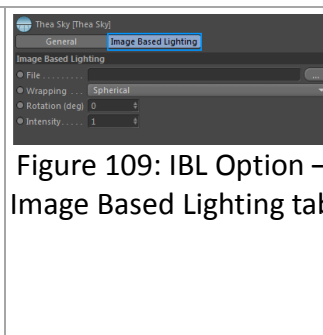 Thea Sky [Thea Sky]
General Image Based Lighting
Image Based Lighting
File . . . . . . . . . ...
Wrapping . . . Spherical
Rotation (deg) 0
Intensity . . . . . 1
Figure 109: IBL Option –
Image Based Lighting tab